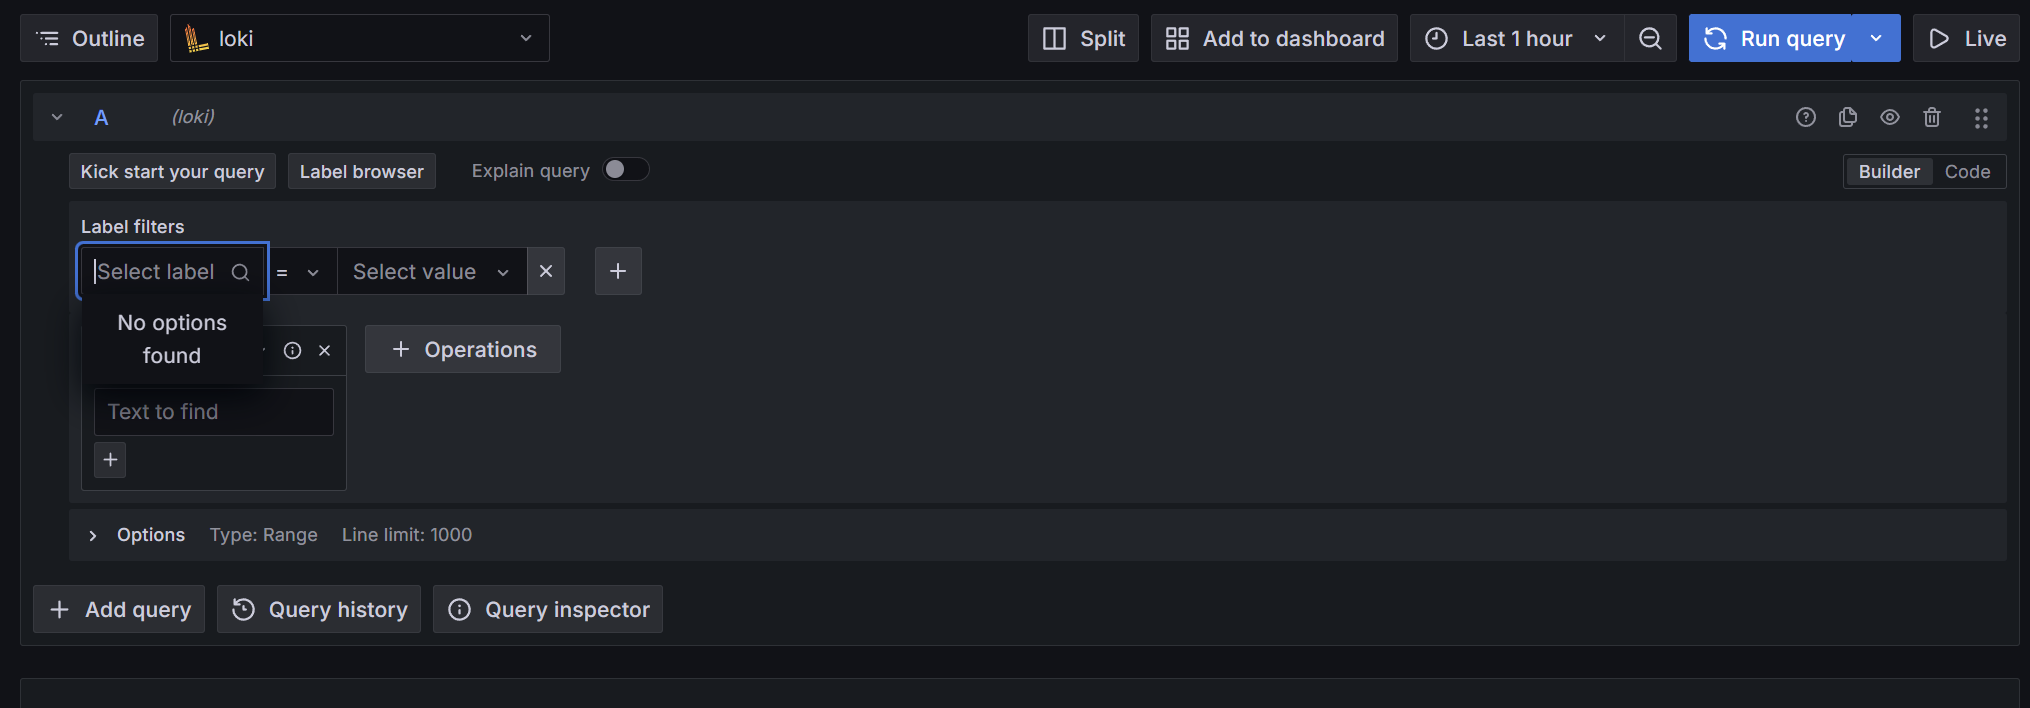 Outline
loki
Split
Add to dashboard
Last 1 hour
Run query
Live
A
(loki)
Kick start your query
Label browser
Explain query
Builder
Code
Label filters
Select label
=
Select value
No options
found
Operations
Text to find
Options
Type: Range
Line limit: 1000
Add query
Query history
Query inspector